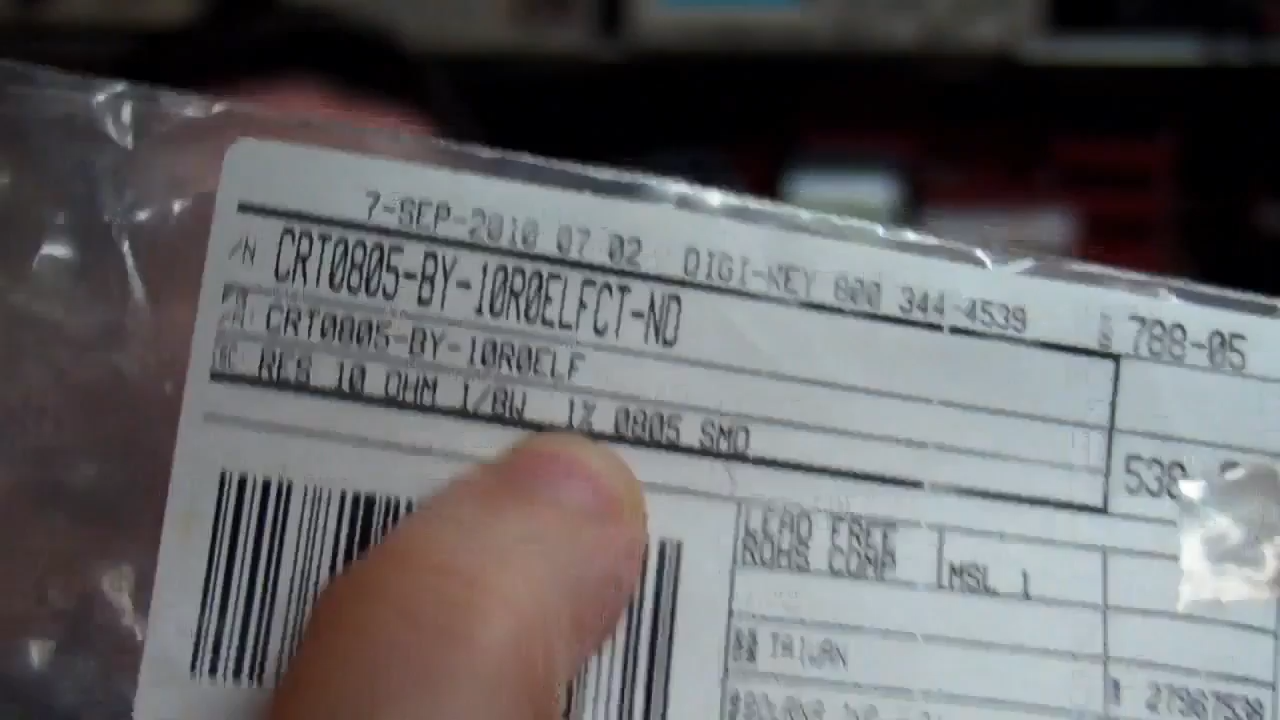 7-SEP-2010 07 02 DIGI-KEY 800 344-4539
788-05
/N CRT0805-BY-10R0ELFCT-ND
CRT0805-BY-10R0ELF
RES 10 OHM 1/8W 1% 0805 SMD
538
LEAD FREE
ROHS COMP
MSL 1
TAIWAN